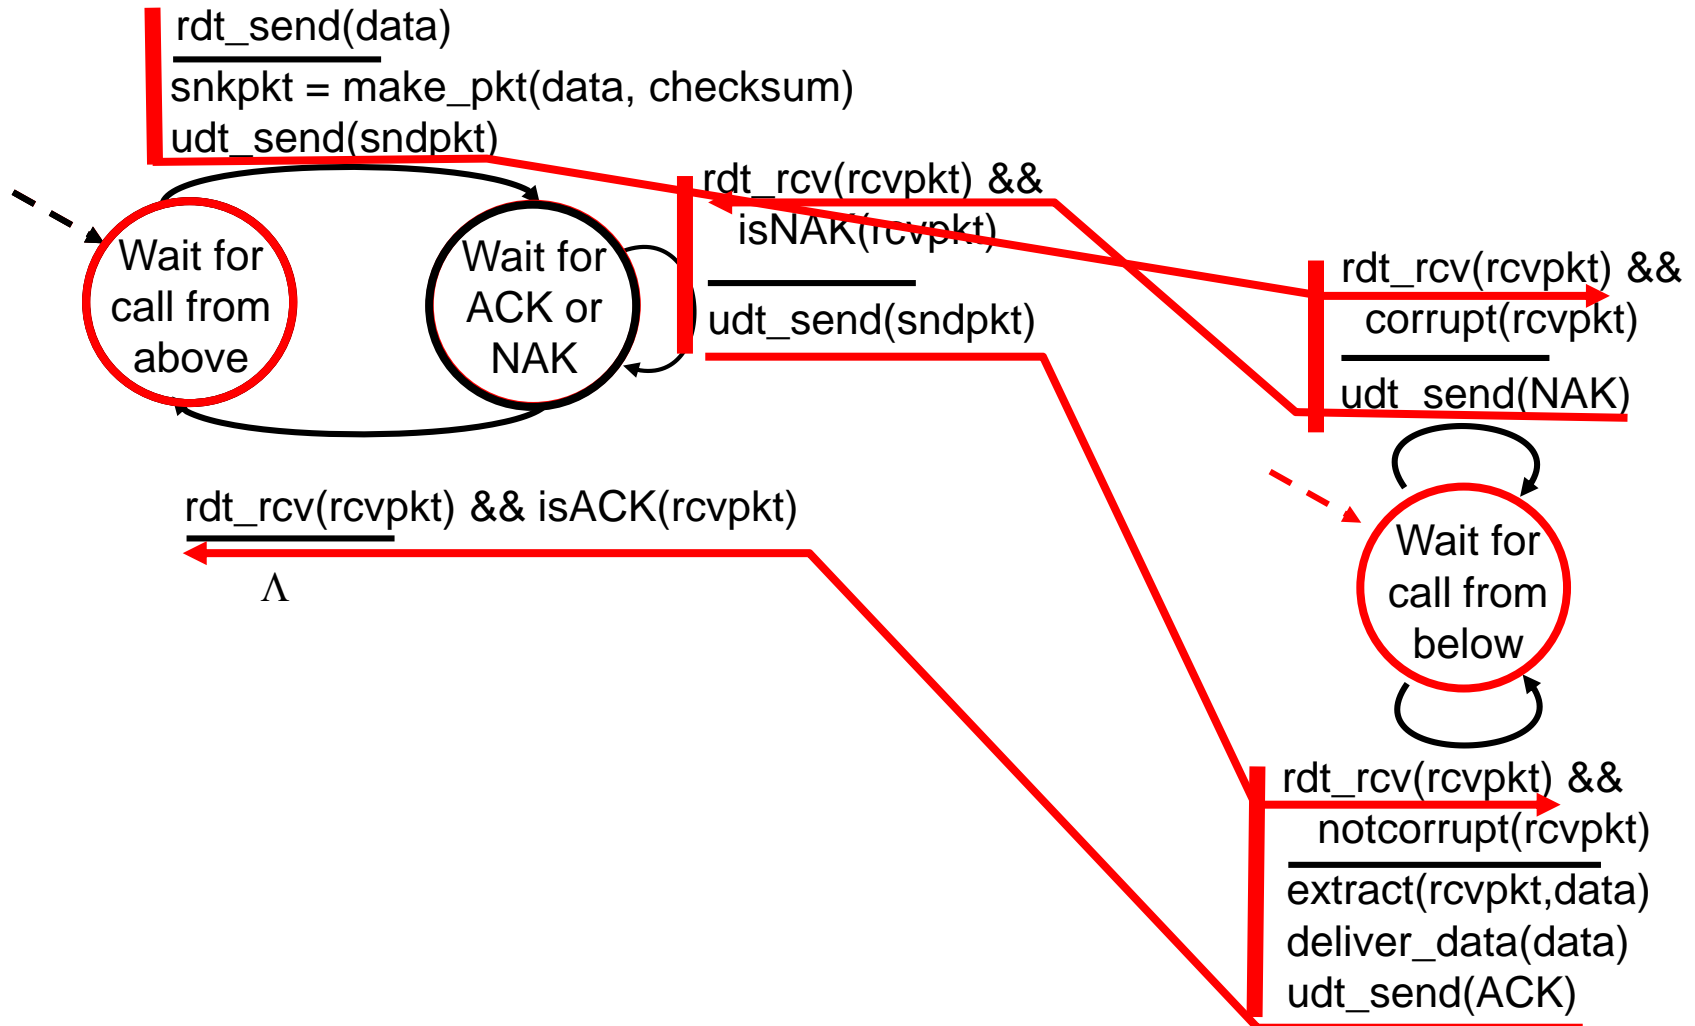 rdt_send(data)
snkpkt = make_pkt(data, checksum)
udt_send(sndpkt)
Wait for
call from
above
Wait for
ACK or
NAK
rdt_rcv(rcvpkt) &&
isNAK(rcvpkt)
udt_send(sndpkt)
rdt_rcv(rcvpkt) && isACK(rcvpkt)
Λ
rdt_rcv(rcvpkt) &&
corrupt(rcvpkt)
udt_send(NAK)
Wait for
call from
below
rdt_rcv(rcvpkt) &&
notcorrupt(rcvpkt)
extract(rcvpkt,data)
deliver_data(data)
udt_send(ACK)